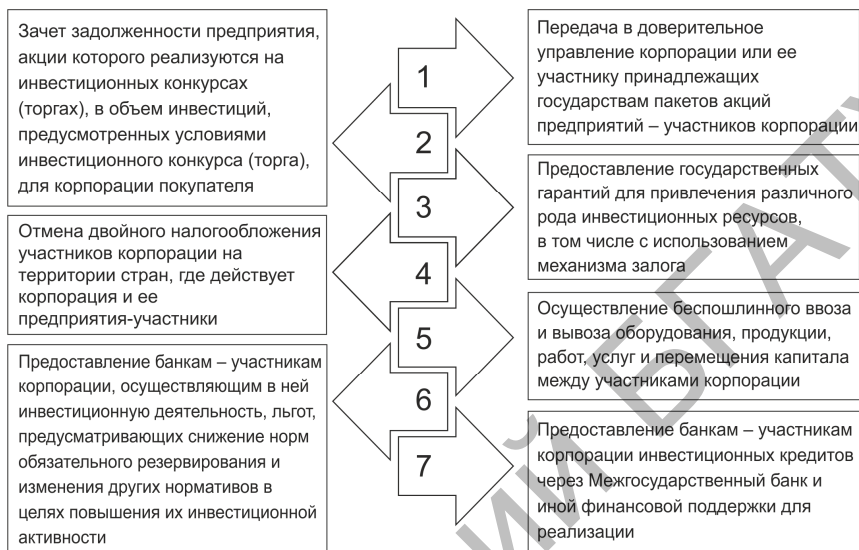 Зачет задолженности предприятия,
акции которого реализуются на
инвестиционных конкурсах
(торгах), в объем инвестиций,
предусмотренных условиями
инвестиционного конкурса (торга),
для корпорации покупателя
Отмена двойного налогообложения
участников корпорации на
территории стран, где действует
корпорация и ее
предприятия-участники
Предоставление банкам – участникам
корпорации, осуществляющим в ней
инвестиционную деятельность, льгот,
предусматривающих снижение норм
обязательного резервирования и
изменения других нормативов в
целях повышения их инвестиционной
активности
1
2
3
4
5
6
7
Передача в доверительное
управление корпорации или ее
участнику принадлежащих
государствам пакетов акций
предприятий – участников корпорации
Предоставление государственных
гарантий для привлечения различного
рода инвестиционных ресурсов,
в том числе с использованием
механизма залога
Осуществление беспошлинного ввоза
и вывоза оборудования, продукции,
работ, услуг и перемещения капитала
между участниками корпорации
Предоставление банкам – участникам
корпорации инвестиционных кредитов
через Межгосударственный банк и
иной финансовой поддержки для
реализации
БГАТУ